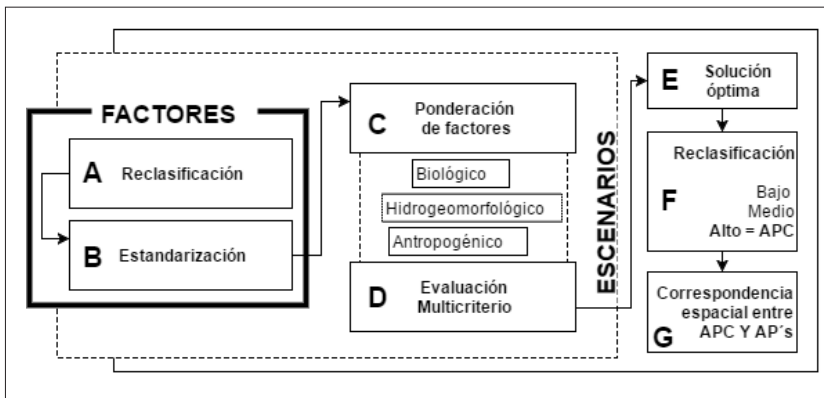 FACTORES
A Reclasificación
B Estandarización
C Ponderación
de factores
Biológico
Hidrogeomorfológico
Antropogénico
D Evaluación
Multicriterio
ESCENARIOS
E Solución
óptima
Reclasificación
F Bajo
Medio
Alto = APC
Correspondencia
espacial entre
G APC Y AP´s